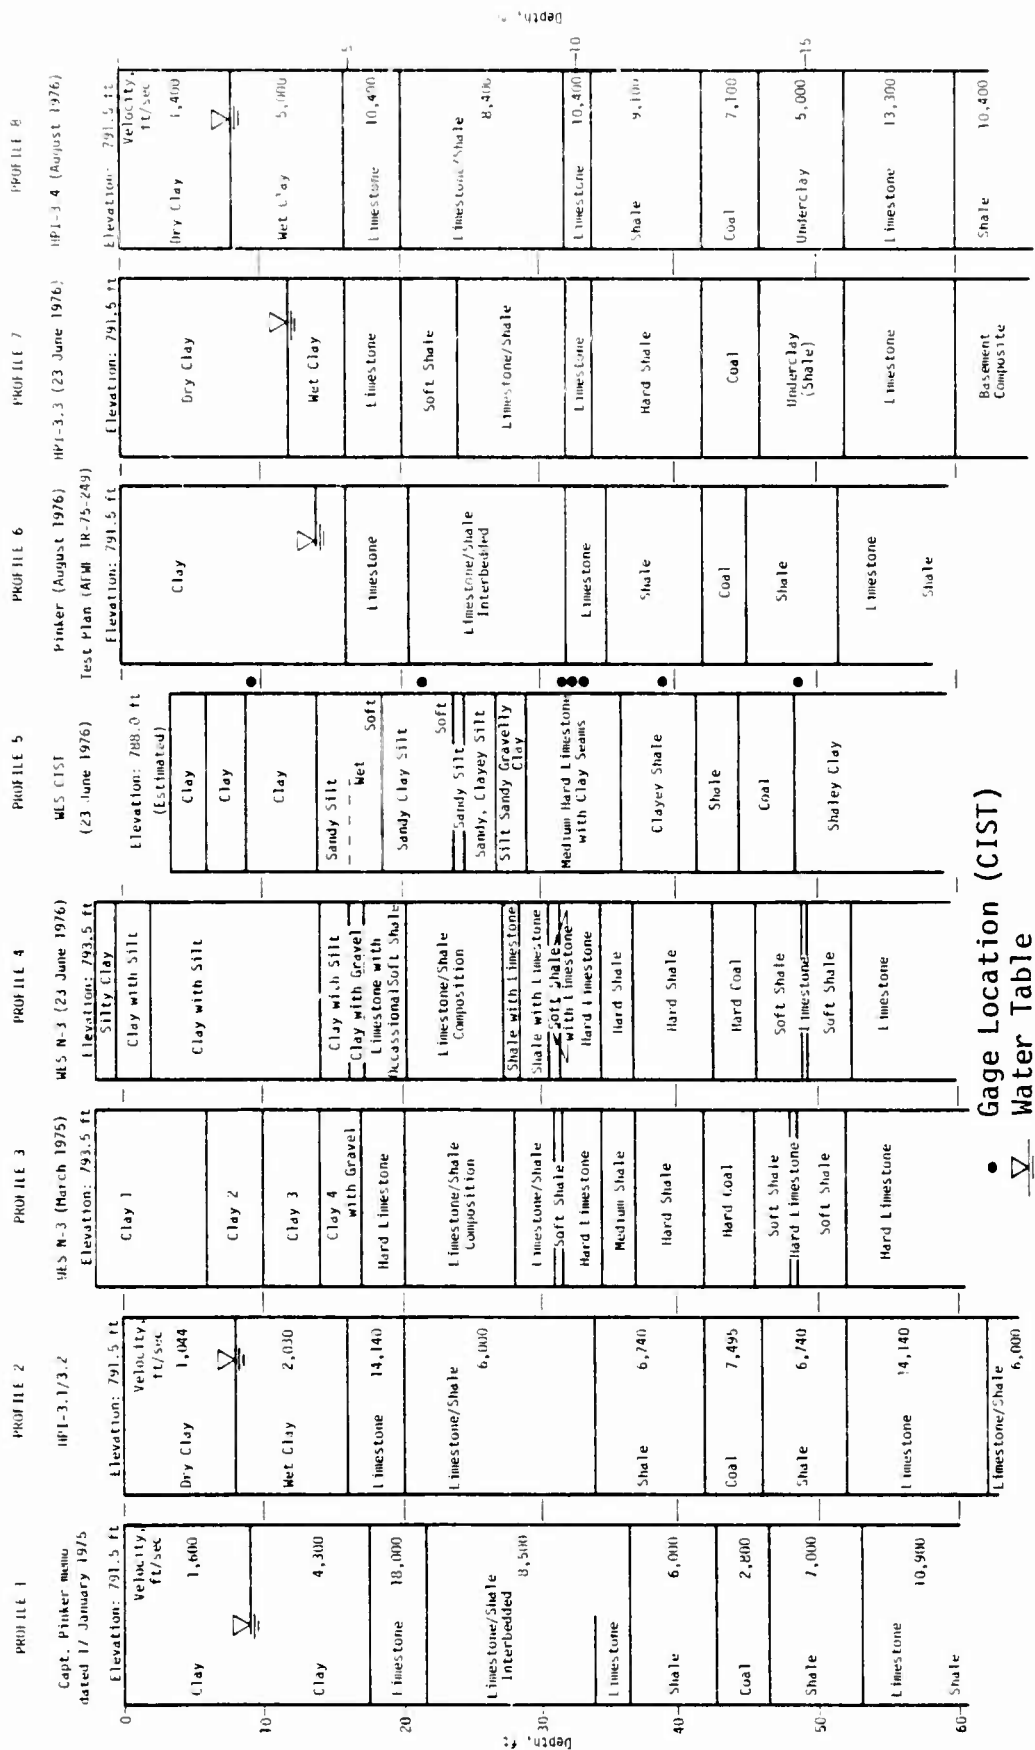 PROFILE 1
Capt. Pinker memo
dated 17 January 1975
Elevation: 791.5 ft
Velocity,
ft/sec
Clay
1,600
Clay
4,300
Limestone
18,000
Limestone/Shale
Interbedded
8,500
Limestone
Shale
6,000
Coal
2,800
Shale
7,000
Limestone
10,900
Shale
0
10
20
30
40
50
60
Depth, ft
PROFILE 2
HPI-3.1/3.2
Elevation: 791.5 ft
Velocity,
ft/sec
Dry Clay
1,044
Wet Clay
2,030
Limestone
14,140
Limestone/Shale
6,000
Shale
6,740
Coal
7,495
Shale
6,740
Limestone
14,140
Limestone/Shale
6,000
PROFILE 3
WES N-3 (March 1975)
Elevation: 793.5 ft
Clay 1
Clay 2
Clay 3
Clay 4
with Gravel
Hard Limestone
Limestone/Shale
Composition
Limestone/Shale
Soft Shale
Hard Limestone
Medium Shale
Hard Shale
Hard Coal
Soft Shale
Hard Limestone
Soft Shale
Hard Limestone
PROFILE 4
WES N-3 (23 June 1976)
Elevation: 793.5 ft
Silty Clay
Clay with Silt
Clay with Silt
Clay with Silt
Clay with Gravel
Limestone with
Occassional Soft Shale
Limestone/Shale
Composition
Shale with Limestone
Shale with Limestone
Soft Shale
with Limestone
Hard Limestone
Hard Shale
Hard Shale
Hard Coal
Soft Shale
Limestone
Soft Shale
Limestone
PROFILE 5
WES CIST
(23 June 1976)
Elevation: 788.0 ft
(Estimated)
Clay
Clay
Clay
Sandy Silt
Wet
Soft
Sandy Clay Silt
Soft
Sandy Silt
Sandy, Clayey Silt
Silt Sandy Gravelly
Clay
Medium Hard Limestone
with Clay Seams
Clayey Shale
Shale
Coal
Shaley Clay
PROFILE 6
Pinker (August 1976)
Test Plan (AFWL TR-75-249)
Elevation: 791.5 ft
Clay
Limestone
Limestone/Shale
Interbedded
Limestone
Shale
Coal
Shale
Limestone
Shale
PROFILE 7
HPI-3.3 (23 June 1976)
Elevation: 791.5 ft
Dry Clay
Wet Clay
Limestone
Soft Shale
Limestone/Shale
Limestone
Hard Shale
Coal
Underclay
(Shale)
Limestone
Basement
Composite
PROFILE 8
HPI-3.4 (August 1976)
Elevation: 791.5 ft
Velocity,
ft/sec
Dry Clay
1,400
Wet Clay
5,000
Limestone
10,400
Limestone/Shale
8,400
Limestone
10,400
Shale
9,100
Coal
7,100
Underclay
5,000
Limestone
13,300
Shale
10,400
5
10
15
Depth,
Gage Location (CIST)
Water Table